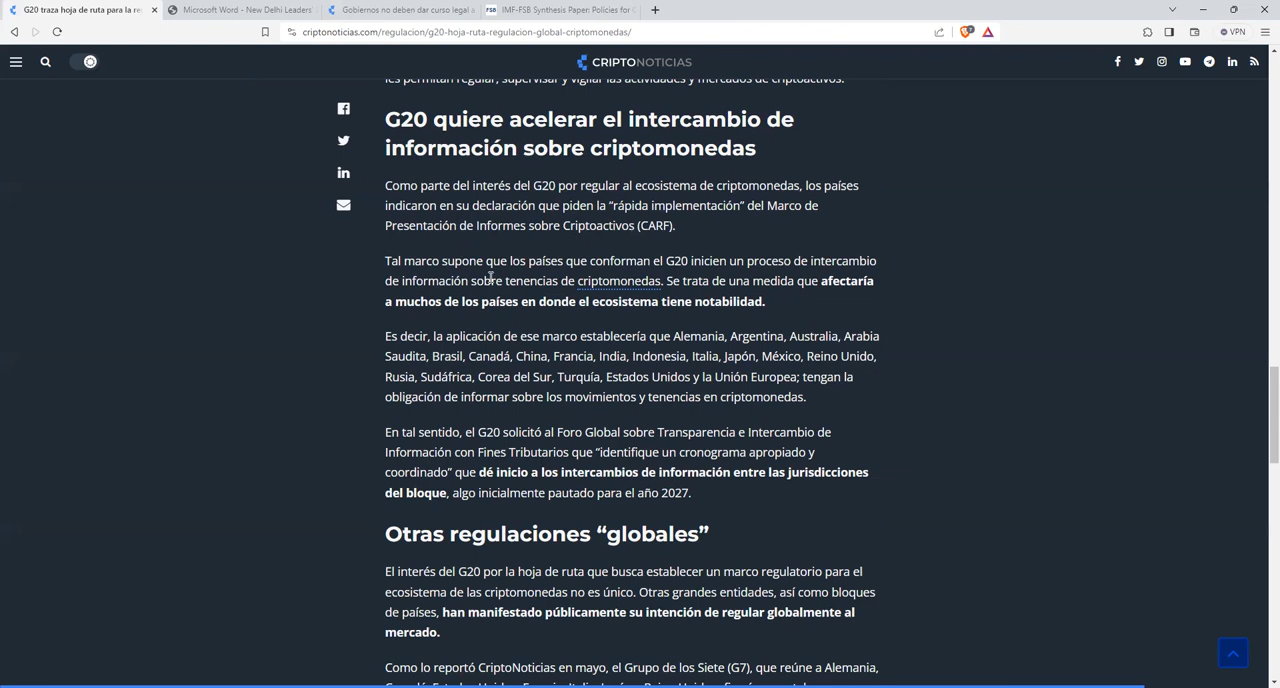 G20 traza hoja de ruta para la re
Microsoft Word - New Delhi Leaders'
Gobiernos no deben dar curso legal a
FSB IMF-FSB Synthesis Paper: Policies for
criptonoticias.com/regulacion/g20-hoja-ruta-regulacion-global-criptomonedas/
7
VPN
CRIPTONOTICIAS
les permitan regular, supervisar y vigilar las actividades y mercados de criptoactivos.
G20 quiere acelerar el intercambio de
información sobre criptomonedas
Como parte del interés del G20 por regular al ecosistema de criptomonedas, los países
indicaron en su declaración que piden la “rápida implementación” del Marco de
Presentación de Informes sobre Criptoactivos (CARF).
Tal marco supone que los países que conforman el G20 inicien un proceso de intercambio
de información sobre tenencias de criptomonedas. Se trata de una medida que afectaría
a muchos de los países en donde el ecosistema tiene notabilidad.
Es decir, la aplicación de ese marco establecería que Alemania, Argentina, Australia, Arabia
Saudita, Brasil, Canadá, China, Francia, India, Indonesia, Italia, Japón, México, Reino Unido,
Rusia, Sudáfrica, Corea del Sur, Turquía, Estados Unidos y la Unión Europea; tengan la
obligación de informar sobre los movimientos y tenencias en criptomonedas.
En tal sentido, el G20 solicitó al Foro Global sobre Transparencia e Intercambio de
Información con Fines Tributarios que “identifique un cronograma apropiado y
coordinado” que dé inicio a los intercambios de información entre las jurisdicciones
del bloque, algo inicialmente pautado para el año 2027.
Otras regulaciones “globales”
El interés del G20 por la hoja de ruta que busca establecer un marco regulatorio para el
ecosistema de las criptomonedas no es único. Otras grandes entidades, así como bloques
de países, han manifestado públicamente su intención de regular globalmente al
mercado.
Como lo reportó CriptoNoticias en mayo, el Grupo de los Siete (G7), que reúne a Alemania,